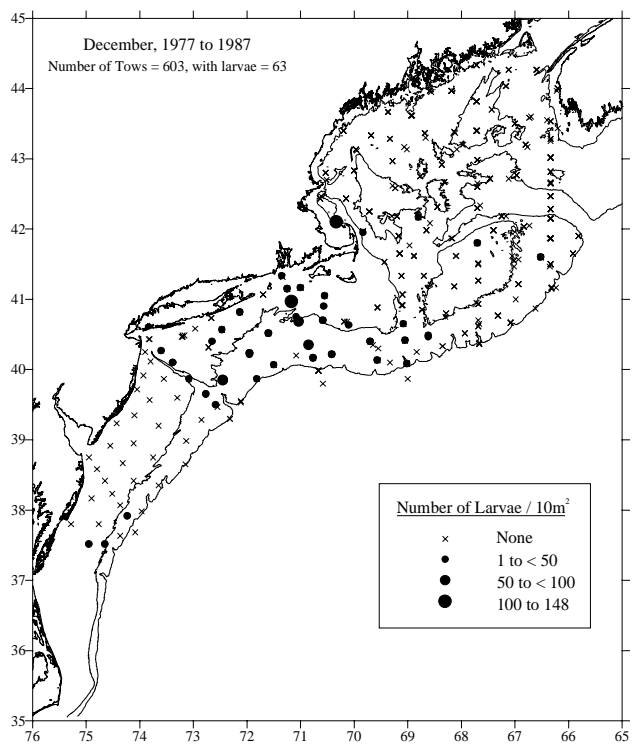 December, 1977 to 1987
Number of Tows = 603, with larvae = 63
45
44
43
42
41
40
39
38
37
36
35
Number of Larvae / 10m²
None
1 to < 50
50 to < 100
100 to 148
76 75 74 73 72 71 70 69 68 67 66 65